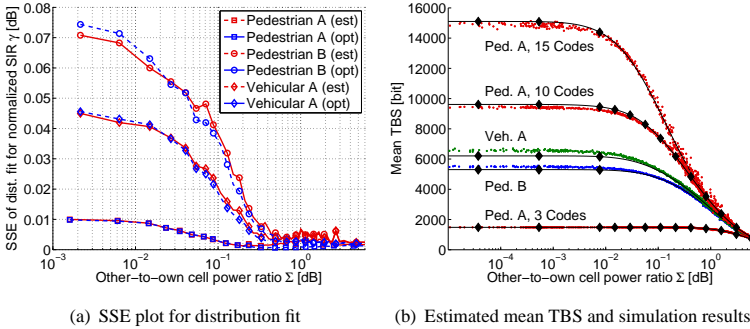 SSE of dist. fit for normalized SIR γ [dB]
0.08
0.07
0.06
0.05
0.04
0.03
0.02
0.01
0
10⁻³
10⁻²
10⁻¹
10⁰
Other-to-own cell power ratio Σ [dB]
Pedestrian A (est)
Pedestrian A (opt)
Pedestrian B (est)
Pedestrian B (opt)
Vehicular A (est)
Vehicular A (opt)
(a) SSE plot for distribution fit
Mean TBS [bit]
16000
14000
12000
10000
8000
6000
4000
2000
0
10⁻⁴
10⁻³
10⁻²
10⁻¹
10⁰
Other-to-own cell power ratio Σ [dB]
Ped. A, 15 Codes
Ped. A, 10 Codes
Veh. A
Ped. B
Ped. A, 3 Codes
(b) Estimated mean TBS and simulation results